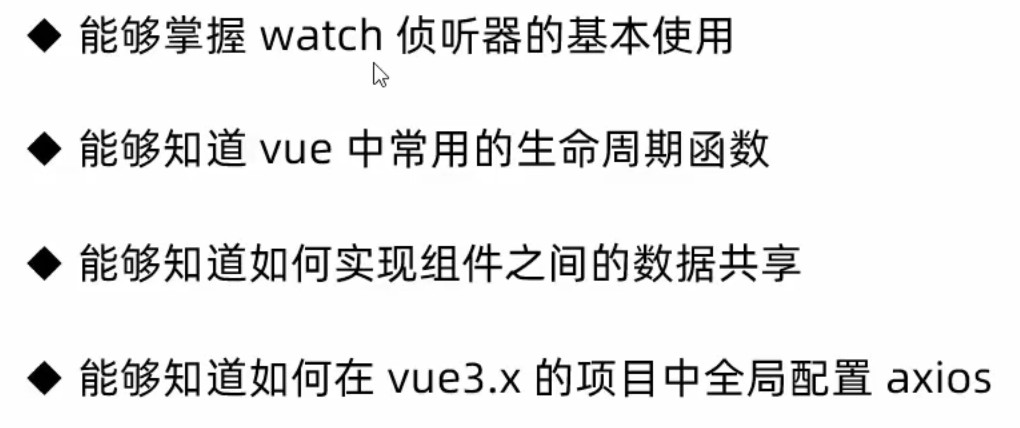 ◆ 能够掌握 watch 侦听器的基本使用
◆ 能够知道 vue 中常用的生命周期函数
◆ 能够知道如何实现组件之间的数据共享
◆ 能够知道如何在 vue3.x 的项目中全局配置 axios